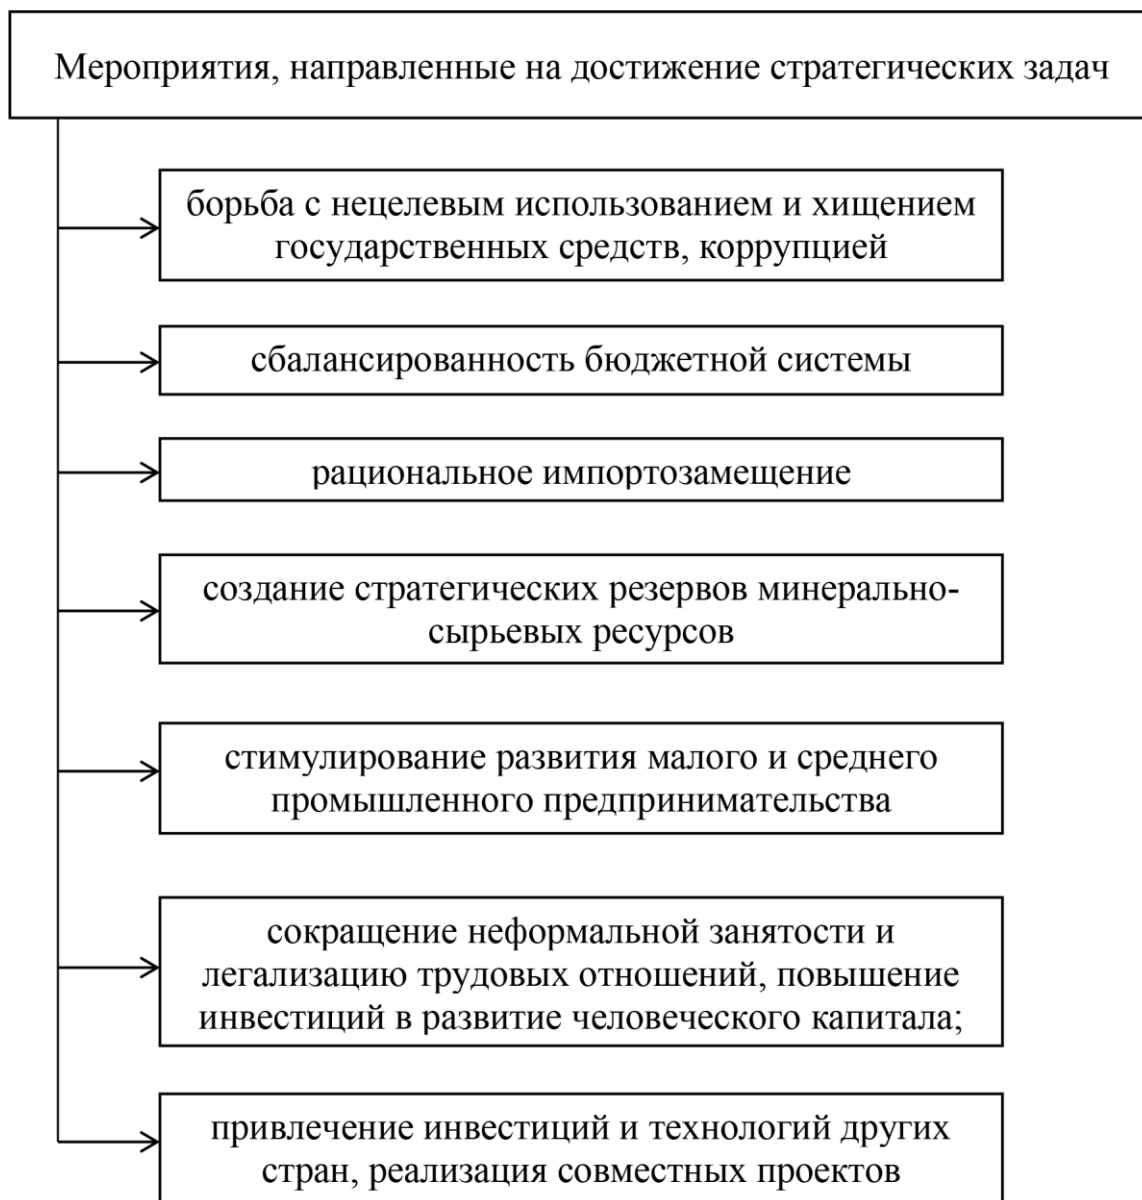 Мероприятия, направленные на достижение стратегических задач
борьба с нецелевым использованием и хищением
государственных средств, коррупцией
сбалансированность бюджетной системы
рациональное импортозамещение
создание стратегических резервов минерально-
сырьевых ресурсов
стимулирование развития малого и среднего
промышленного предпринимательства
сокращение неформальной занятости и
легализацию трудовых отношений, повышение
инвестиций в развитие человеческого капитала;
привлечение инвестиций и технологий других
стран, реализация совместных проектов